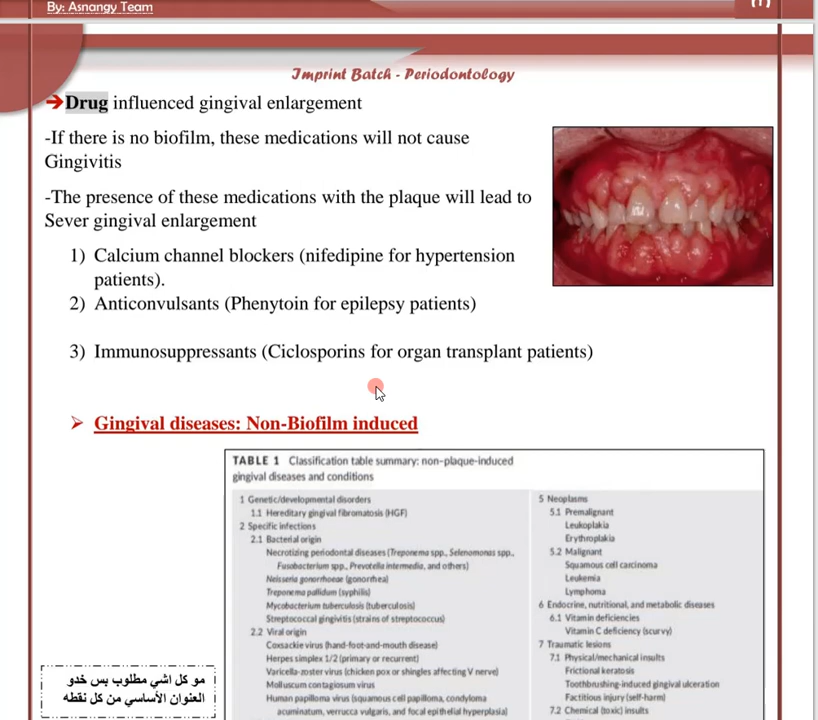 By: Asnangy Team
Imprint Batch - Periodontology
➔Drug influenced gingival enlargement
-If there is no biofilm, these medications will not cause
Gingivitis
-The presence of these medications with the plaque will lead to
Sever gingival enlargement
1) Calcium channel blockers (nifedipine for hypertension
patients).
2) Anticonvulsants (Phenytoin for epilepsy patients)
3) Immunosuppressants (Ciclosporins for organ transplant patients)
➢ Gingival diseases: Non-Biofilm induced
TABLE 1 Classification table summary: non-plaque-induced
gingival diseases and conditions
1 Genetic/developmental disorders
1.1 Hereditary gingival fibromatosis (HGF)
2 Specific infections
2.1 Bacterial origin
Necrotizing periodontal diseases (Treponema spp., Selenomonas spp.,
Fusobacterium spp., Prevotella intermedia, and others)
Neisseria gonorrhoeae (gonorrhea)
Treponema pallidum (syphilis)
Mycobacterium tuberculosis (tuberculosis)
Streptococcal gingivitis (strains of streptococcus)
2.2 Viral origin
Coxsackie virus (hand-foot-and-mouth disease)
Herpes simplex 1/2 (primary or recurrent)
Varicella-zoster virus (chicken pox or shingles affecting V nerve)
Molluscum contagiosum virus
Human papilloma virus (squamous cell papilloma, condyloma
acuminatum, verrucca vulgaris, and focal epithelial hyperplasia)
5 Neoplasms
5.1 Premalignant
Leukoplakia
Erythroplakia
5.2 Malignant
Squamous cell carcinoma
Leukemia
Lymphoma
6 Endocrine, nutritional, and metabolic diseases
6.1 Vitamin deficiencies
Vitamin C deficiency (scurvy)
7 Traumatic lesions
7.1 Physical/mechanical insults
Frictional keratosis
Toothbrushing-induced gingival ulceration
Factitious injury (self-harm)
7.2 Chemical (toxic) insults
مو كل اشي مطلوب بس خدو
العنوان الأساسي من كل نقطه